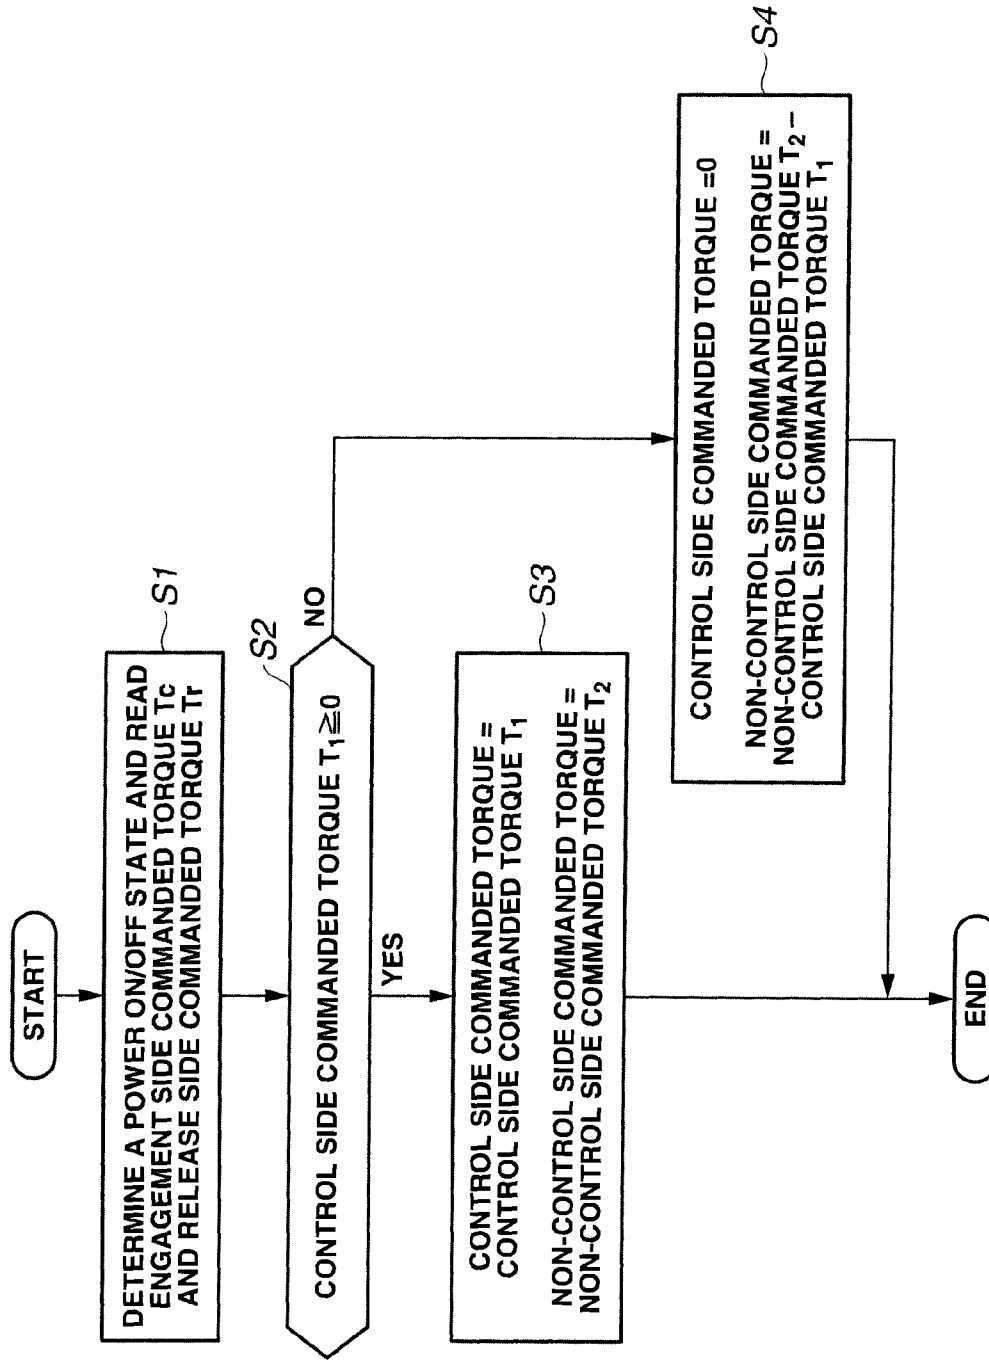 START
DETERMINE A POWER ON/OFF STATE AND READ
ENGAGEMENT SIDE COMMANDED TORQUE Tc
AND RELEASE SIDE COMMANDED TORQUE Tr
S1
CONTROL SIDE COMMANDED TORQUE T₁≧0
S2
NO
YES
CONTROL SIDE COMMANDED TORQUE =
CONTROL SIDE COMMANDED TORQUE T₁
NON-CONTROL SIDE COMMANDED TORQUE =
NON-CONTROL SIDE COMMANDED TORQUE T₂
S3
CONTROL SIDE COMMANDED TORQUE =0
NON-CONTROL SIDE COMMANDED TORQUE =
NON-CONTROL SIDE COMMANDED TORQUE T₂ –
CONTROL SIDE COMMANDED TORQUE T₁
S4
END